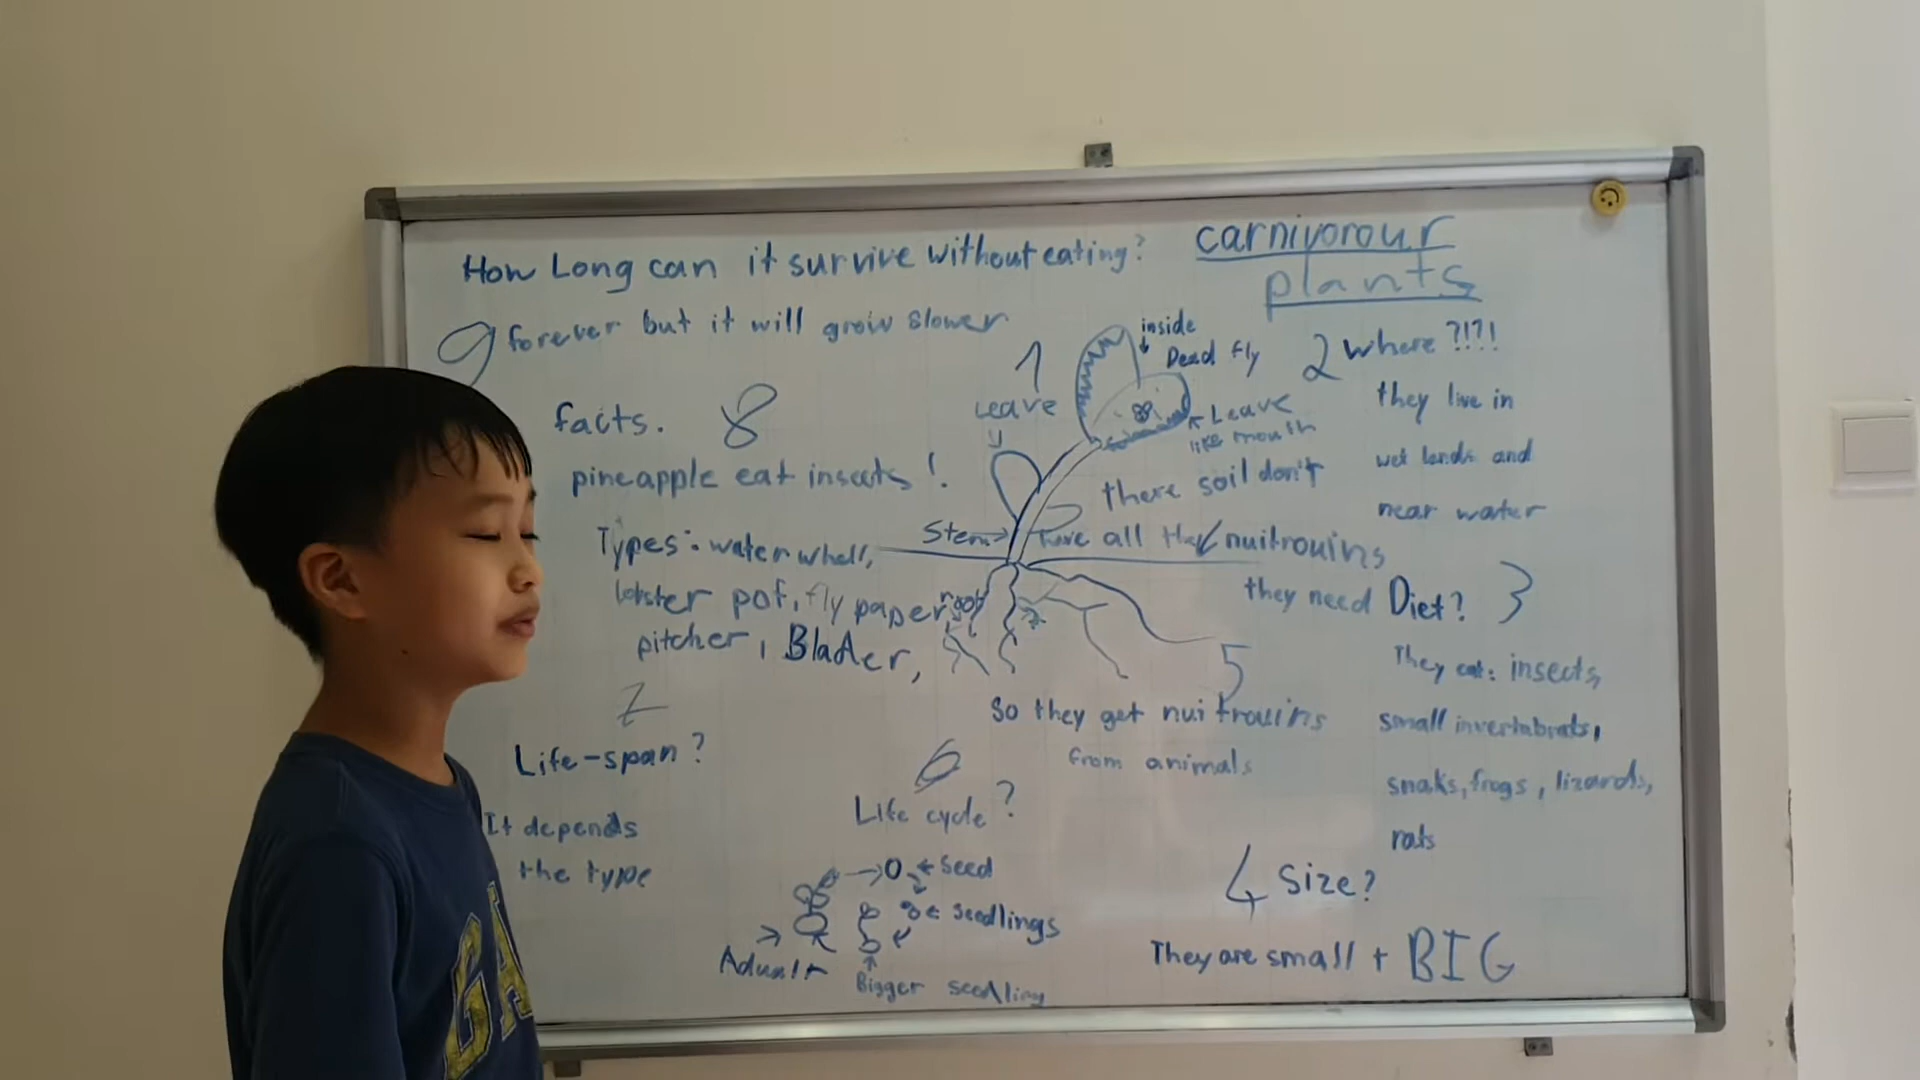 carnivorour
plants
How Long can it survive without eating?
9 forever but it will grow slower
1
Leave
inside
Dead fly
Leave
like mouth
Stem
root
2 where ?!?!
they live in
wet lands and
near water
Diet? 3
They eat: insects,
small invertabrats,
snaks, frogs, lizards,
rats
4 Size?
They are small + BIG
5
there soil don't
have all the nuitrouins
they need
So they get nuitrouins
from animals
6
Life cycle?
Seed
Seedlings
Bigger seedling
Adualt
7
Life-span?
It depends
the type
facts. 8
pineapple eat insects!
Types: water whell,
lobster pot, fly paper
pitcher, Bladder,
GA